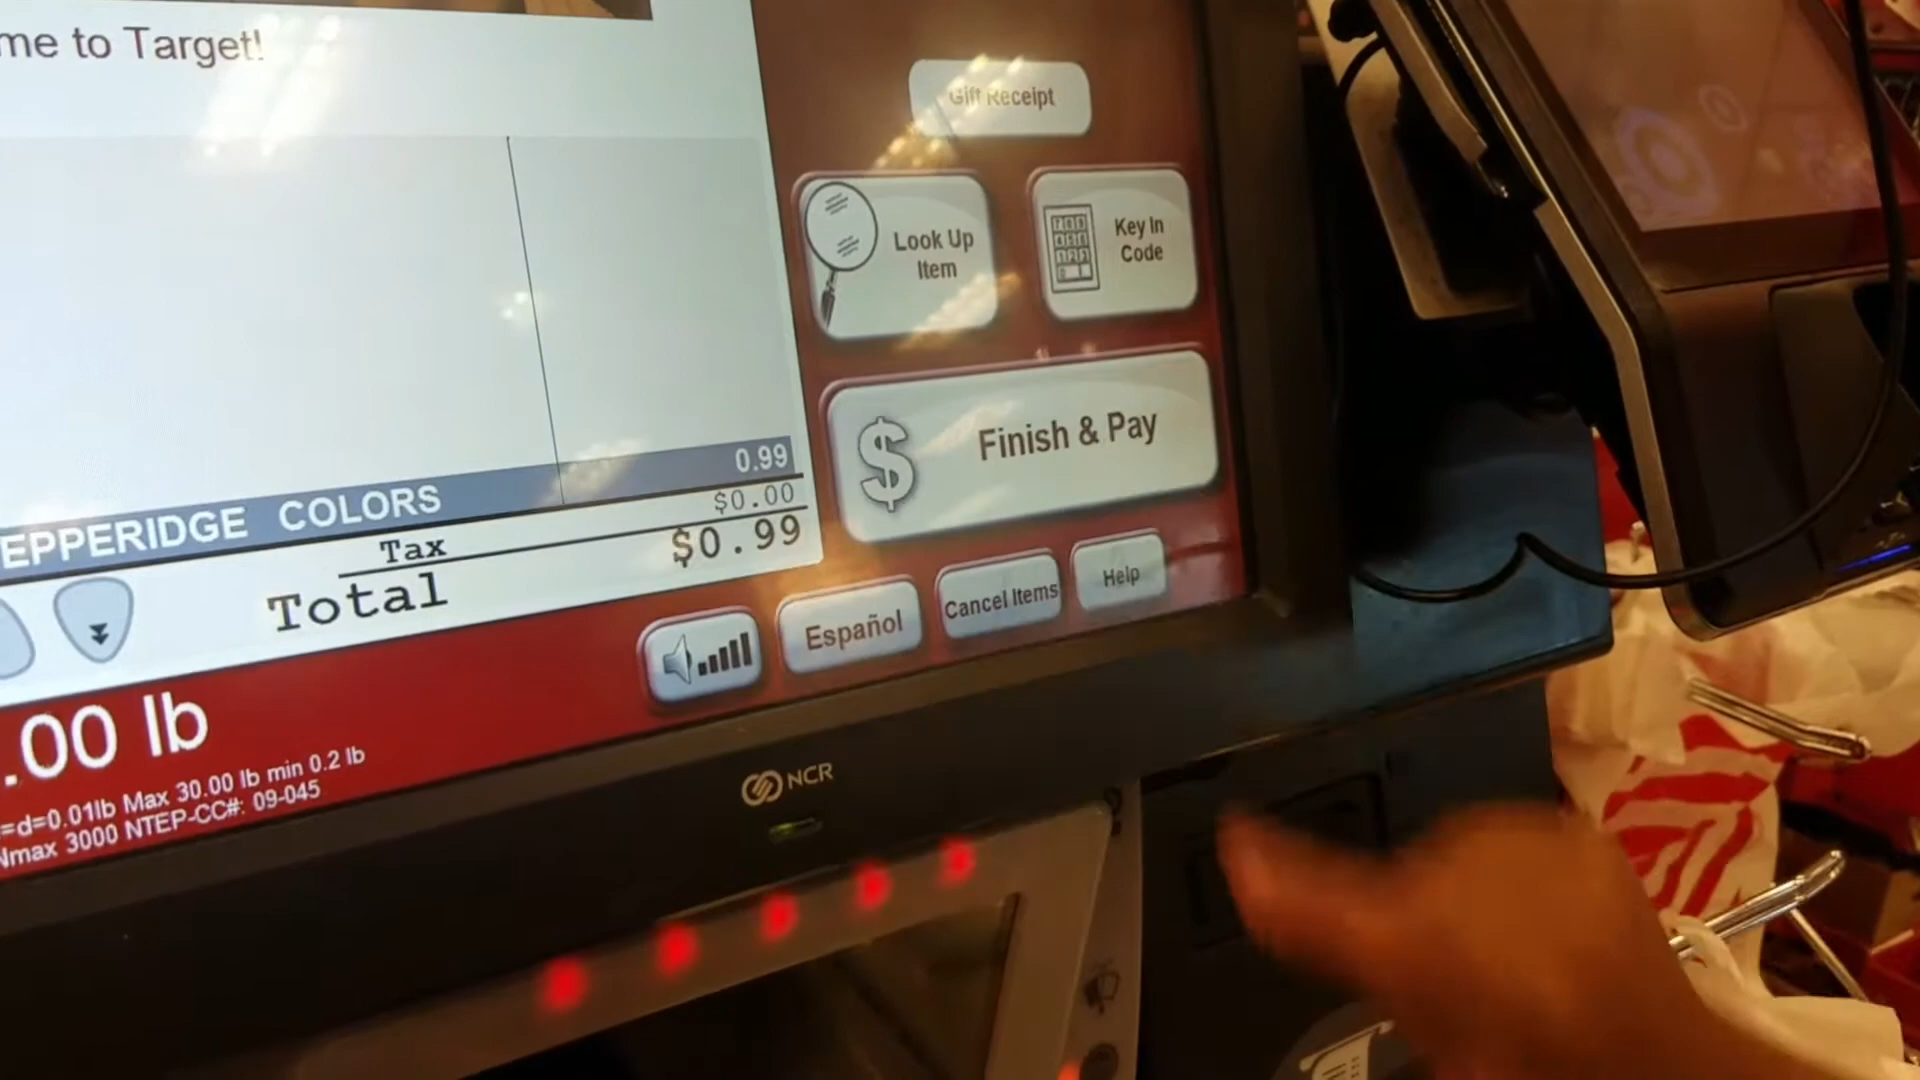 me to Target!
Gift Receipt
Look Up
Item
Key In
Code
$ Finish & Pay
EPPERIDGE COLORS 0.99
Tax $0.00
Total $0.99
Español
Cancel Items
Help
.00 lb
=d=0.01lb Max 30.00 lb min 0.2 lb
Nmax 3000 NTEP-CC#: 09-045
NCR